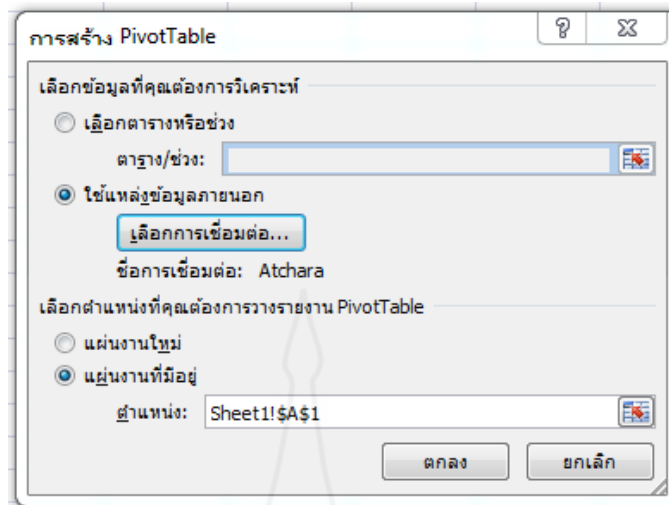 การสร้าง PivotTable
เลือกข้อมูลที่คุณต้องการวิเคราะห์
เลือกตารางหรือช่วง
ตาราง/ช่วง:
ใช้แหล่งข้อมูลภายนอก
เลือกการเชื่อมต่อ...
ชื่อการเชื่อมต่อ: Atchara
เลือกตำแหน่งที่คุณต้องการวางรายงาน PivotTable
แผ่นงานใหม่
แผ่นงานที่มีอยู่
ตำแหน่ง: Sheet1!$A$1
ตกลง ยกเลิก